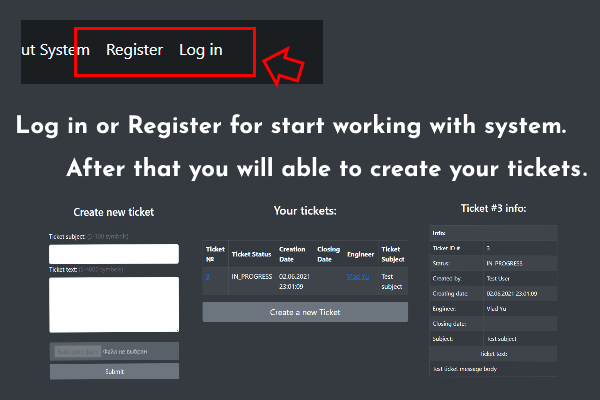 ut System Register Log in
Log in or Register for start working with system.
After that you will able to create your tickets.
Create new ticket
Ticket subject (5-100 symbols)
Ticket text: (5-1000 symbols)
Файл не выбран
Submit
Your tickets:
Ticket № Ticket Status Creation Date Closing Date Engineer Ticket Subject
3 IN_PROGRESS 02.06.2021 23:01:09 Vlad Yu Test subject
Create a new Ticket
Ticket #3 info:
Info:
Ticket ID #: 3
Status: IN_PROGRESS
Created by: Test User
Creating date: 02.06.2021 23:01:09
Engineer: Vlad Yu
Closing date:
Subject: Test subject
Ticket text:
Test ticket message body